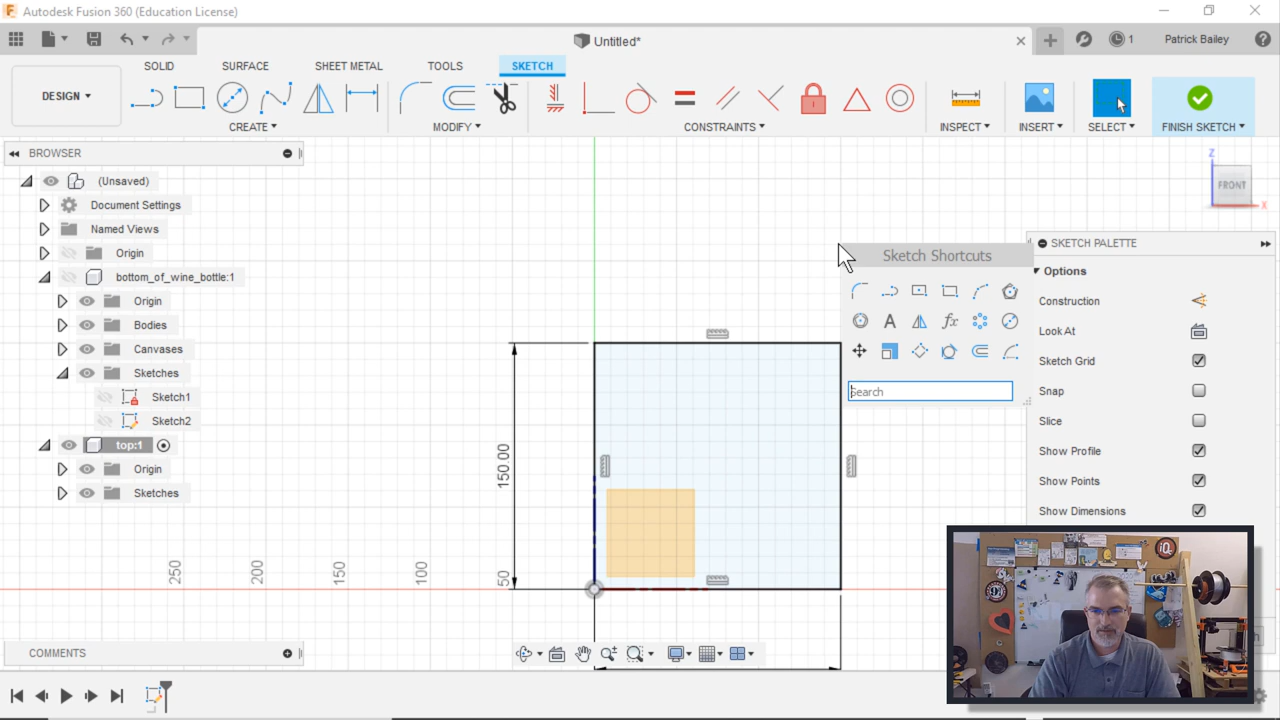 Autodesk Fusion 360 (Education License)
Untitled*
1
Patrick Bailey
SOLID
SURFACE
SHEET METAL
TOOLS
SKETCH
DESIGN
CREATE
MODIFY
CONSTRAINTS
INSPECT
INSERT
SELECT
FINISH SKETCH
BROWSER
(Unsaved)
Document Settings
Named Views
Origin
bottom_of_wine_bottle:1
Origin
Bodies
Canvases
Sketches
Sketch1
Sketch2
top:1
Origin
Sketches
Z
FRONT
X
Sketch Shortcuts
A
fx
Search
SKETCH PALETTE
Options
Construction
Look At
Sketch Grid
Snap
Slice
Show Profile
Show Points
Show Dimensions
150.00
250
200
150
100
50
COMMENTS